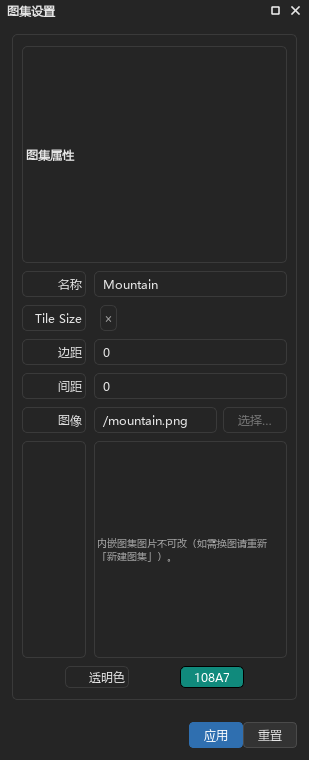 图集设置
图集属性
名称 Mountain
Tile Size ×
边距 0
间距 0
图像 /mountain.png 选择...
内嵌图集图片不可改（如需换图请重新
「新建图集」）。
透明色 108A7
应用 重置